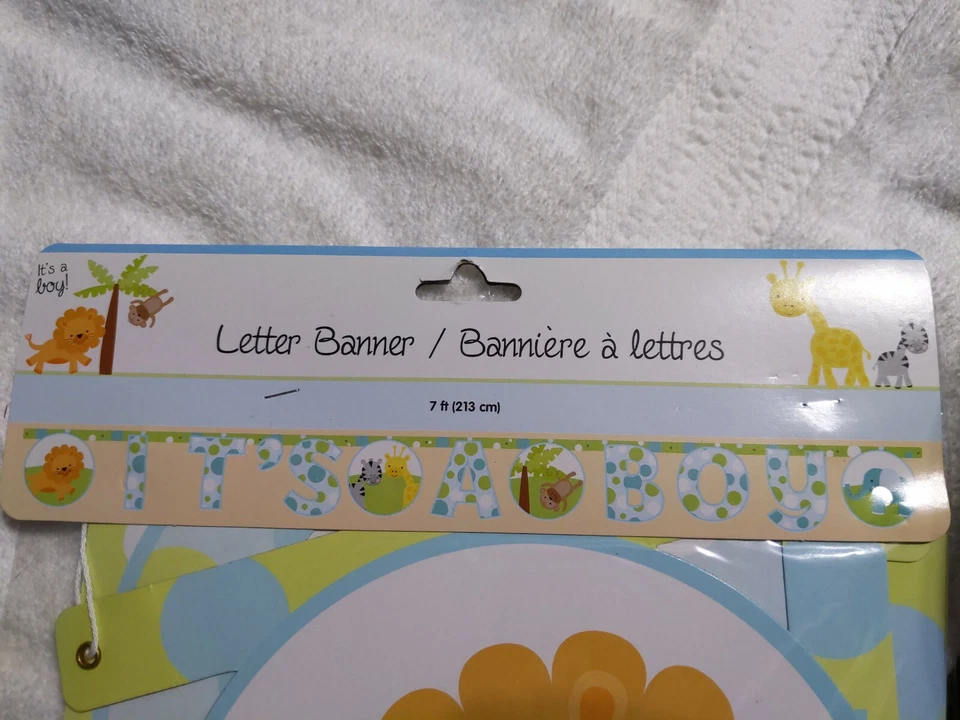 It's a
boy!
Letter Banner / Bannière à lettres
7 ft (213 cm)
IT'S A BOY